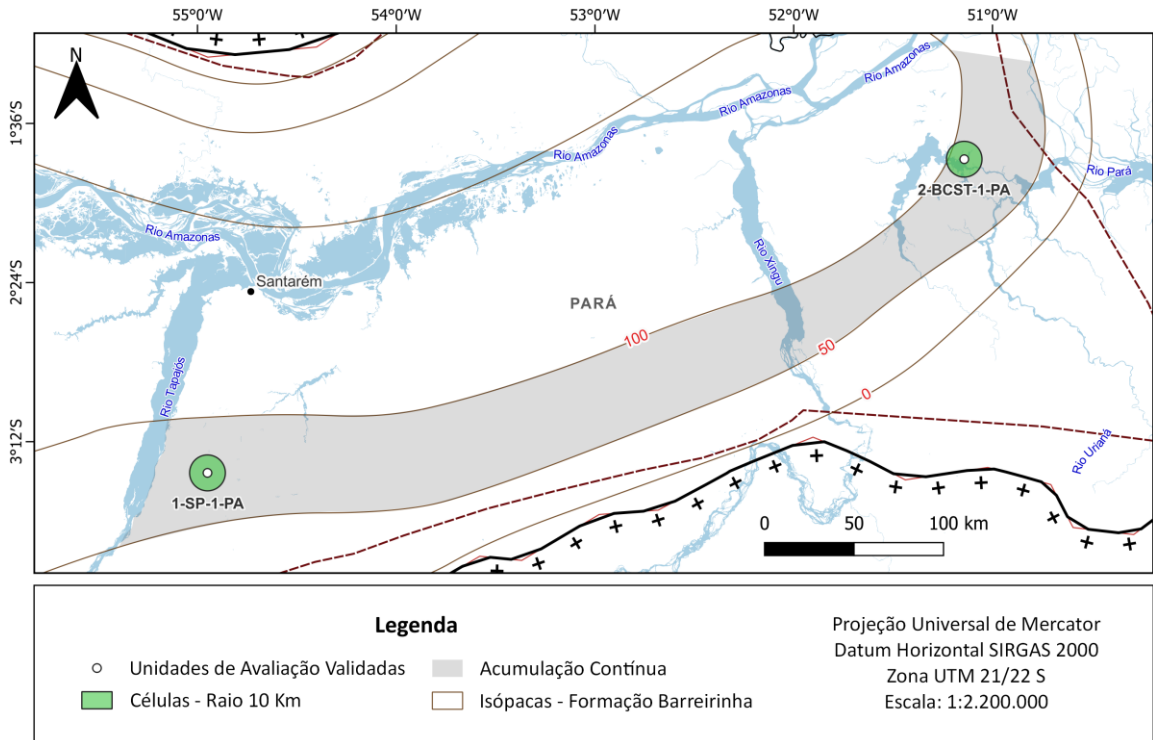 55°0'W 54°0'W 53°0'W 52°0'W 51°0'W
N
1°36'S
2°24'S
3°12'S
Rio Amazonas
Rio Amazonas
Rio Amazonas
Rio Amazonas
Rio Pará
2-BCST-1-PA
Santarém
Rio Xingu
PARÁ
100
50
0
Rio Tapajós
1-SP-1-PA
Rio Urianá
0 50 100 km
Legenda
Unidades de Avaliação Validadas
Células - Raio 10 Km
Acumulação Contínua
Isópacas - Formação Barreirinha
Projeção Universal de Mercator
Datum Horizontal SIRGAS 2000
Zona UTM 21/22 S
Escala: 1:2.200.000